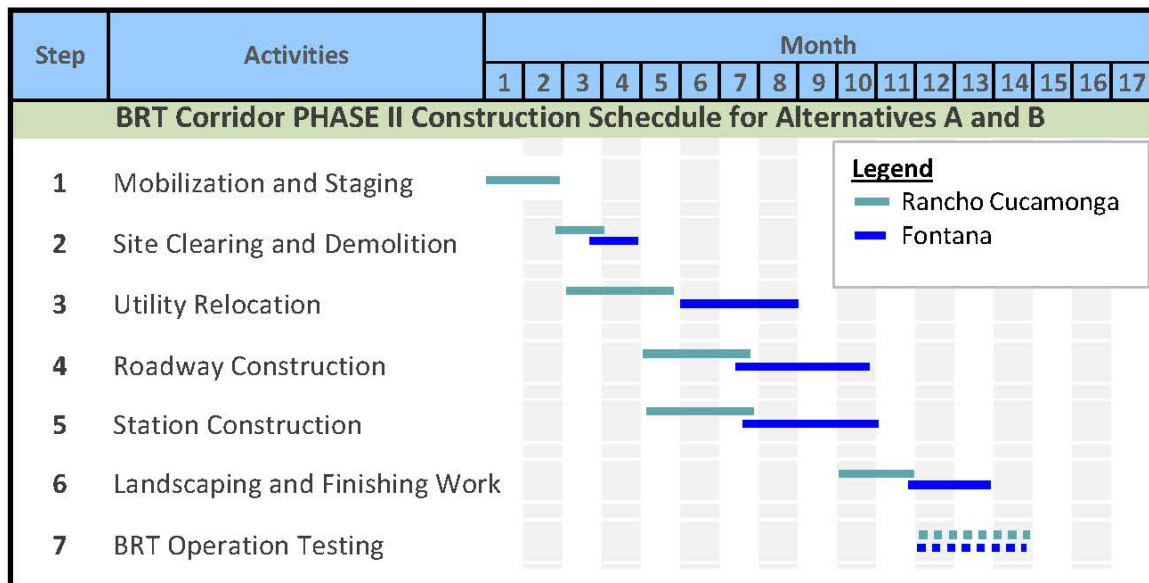 Step Activities Month
1 2 3 4 5 6 7 8 9 10 11 12 13 14 15 16 17
BRT Corridor PHASE II Construction Schecdule for Alternatives A and B
Legend
Rancho Cucamonga
Fontana
1 Mobilization and Staging
2 Site Clearing and Demolition
3 Utility Relocation
4 Roadway Construction
5 Station Construction
6 Landscaping and Finishing Work
7 BRT Operation Testing